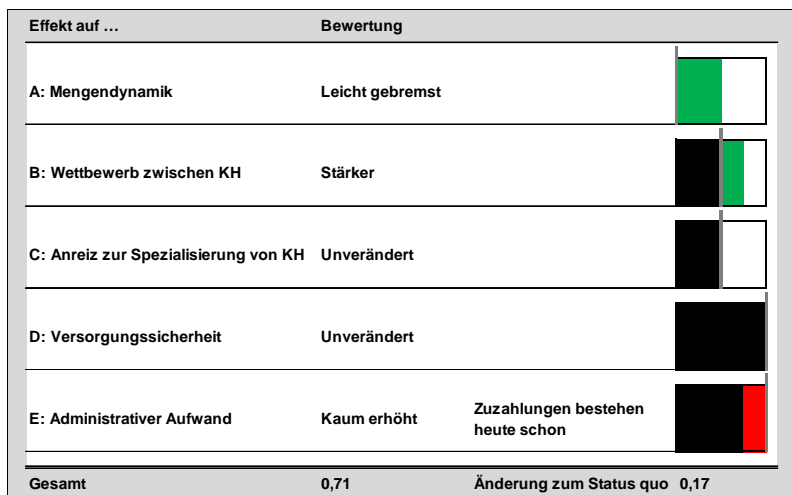 Effekt auf … Bewertung
A: Mengendynamik Leicht gebremst
B: Wettbewerb zwischen KH Stärker
C: Anreiz zur Spezialisierung von KH Unverändert
D: Versorgungssicherheit Unverändert
E: Administrativer Aufwand Kaum erhöht Zuzahlungen bestehen
heute schon
Gesamt 0,71 Änderung zum Status quo 0,17